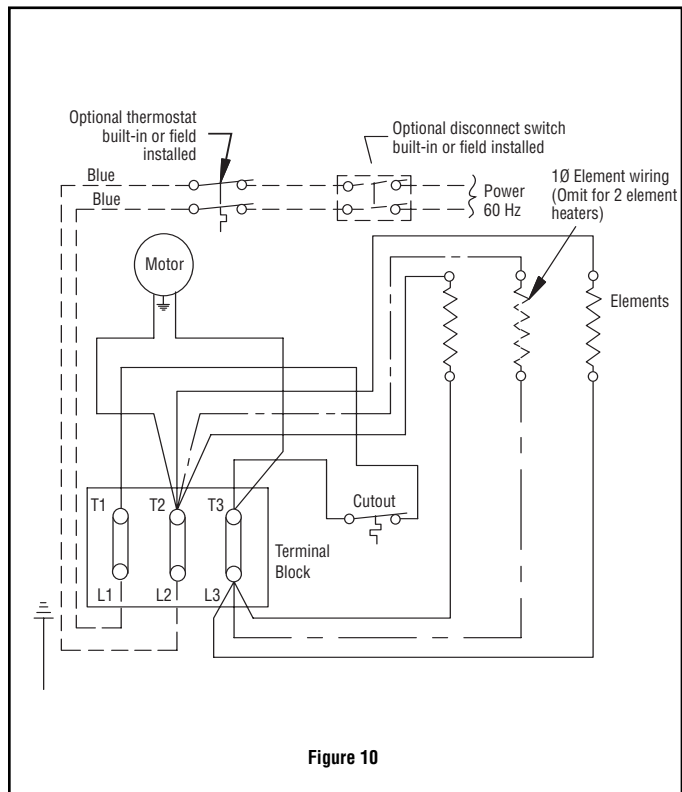 Optional thermostat
built-in or field
installed
Optional disconnect switch
built-in or field installed
Blue
Blue
Power
60 Hz
1Ø Element wiring
(Omit for 2 element
heaters)
Motor
Elements
T1 T2 T3
Cutout
Terminal
Block
L1 L2 L3
Figure 10